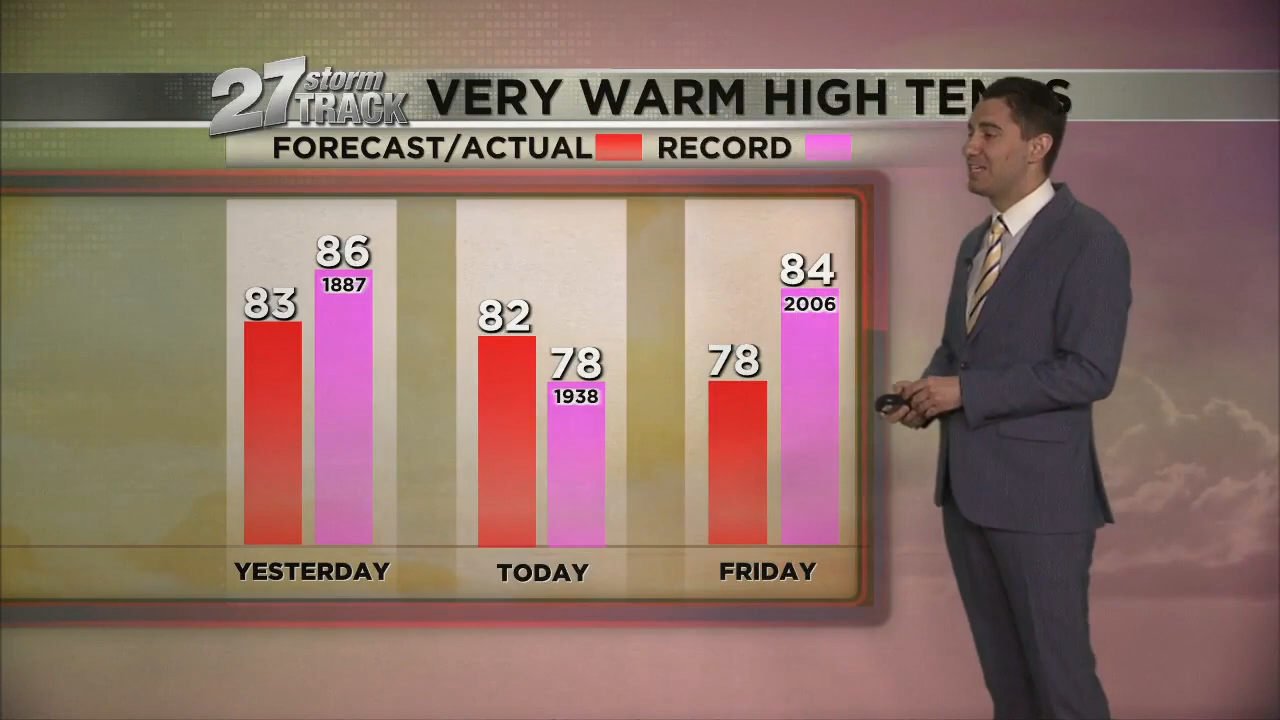 27 storm TRACK VERY WARM HIGH
FORECAST/ACTUAL RECORD
83 86 82 78 78 84
1887 1938 2006
YESTERDAY TODAY FRIDAY